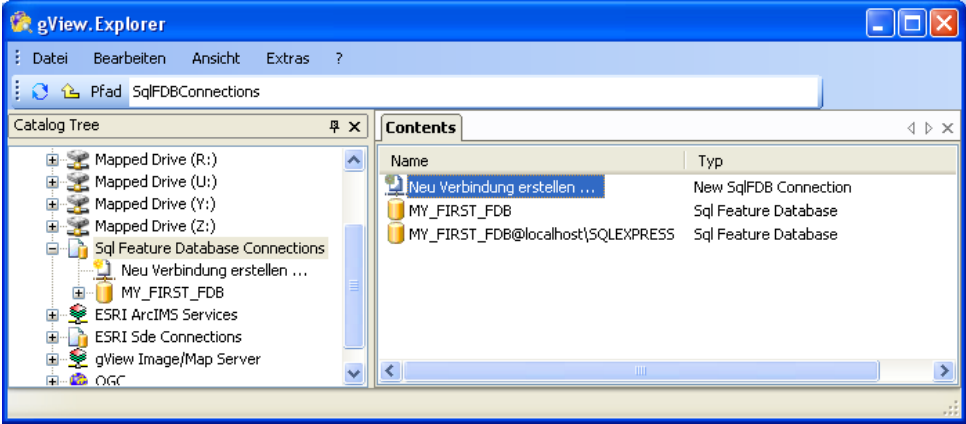 gView.Explorer
Datei Bearbeiten Ansicht Extras ?
Pfad SqlFDBConnections
Catalog Tree
Mapped Drive (R:)
Mapped Drive (U:)
Mapped Drive (Y:)
Mapped Drive (Z:)
Sql Feature Database Connections
Neu Verbindung erstellen ...
MY_FIRST_FDB
ESRI ArcIMS Services
ESRI Sde Connections
gView Image/Map Server
OGC
Contents
Name Typ
Neu Verbindung erstellen ... New SqlFDB Connection
MY_FIRST_FDB Sql Feature Database
MY_FIRST_FDB@localhost\SQLEXPRESS Sql Feature Database